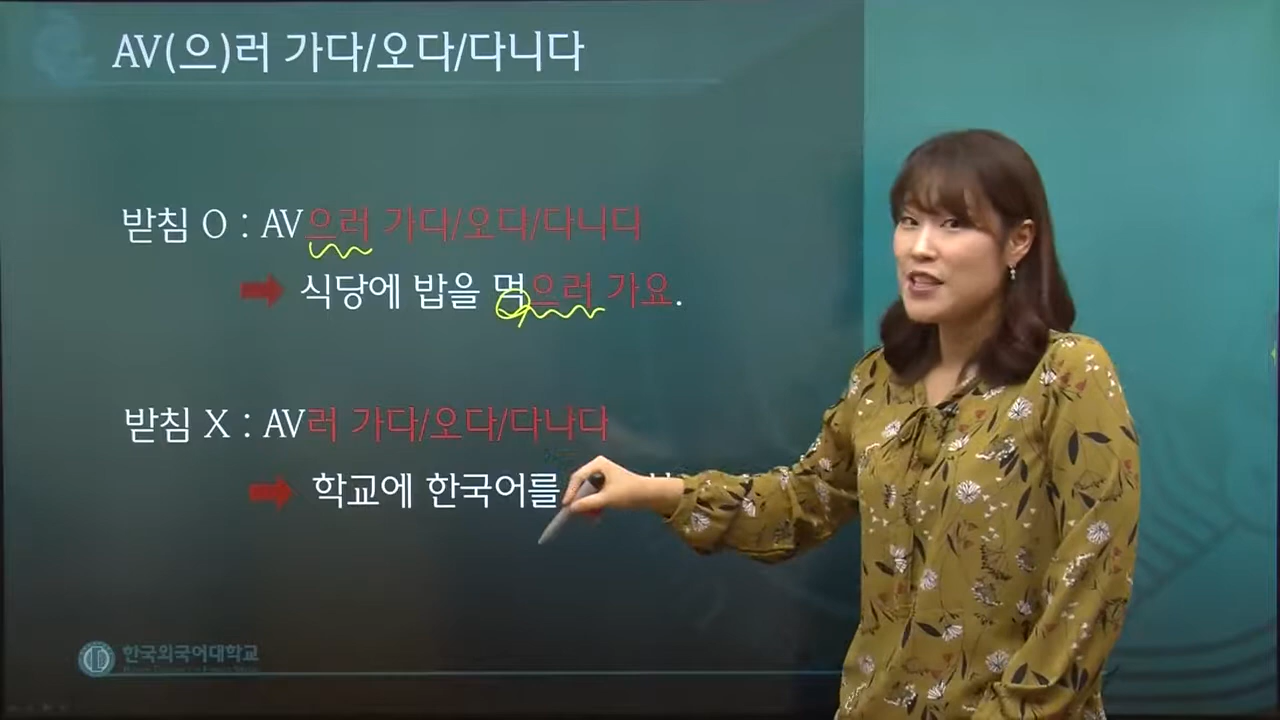 AV(으)러 가다/오다/다니다
받침 O : AV으러 가다/오다/다니다
식당에 밥을 먹으러 가요.
받침 X : AV러 가다/오다/다니다
학교에 한국어를
한국외국어대학교